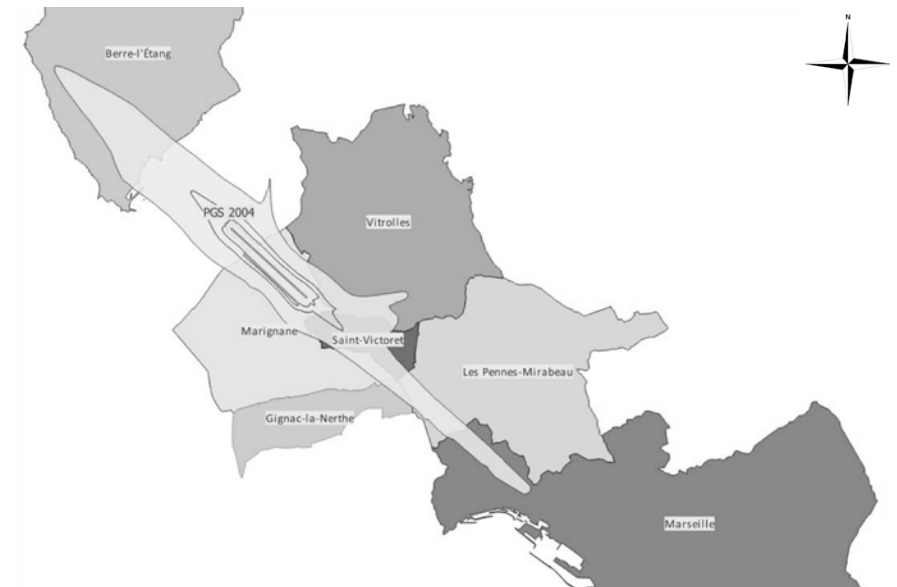 N
Berre-l'Étang
PGS 2004
Vitrolles
Marignane
Saint-Victoret
Les Pennes-Mirabeau
Gignac-la-Nerthe
Marseille